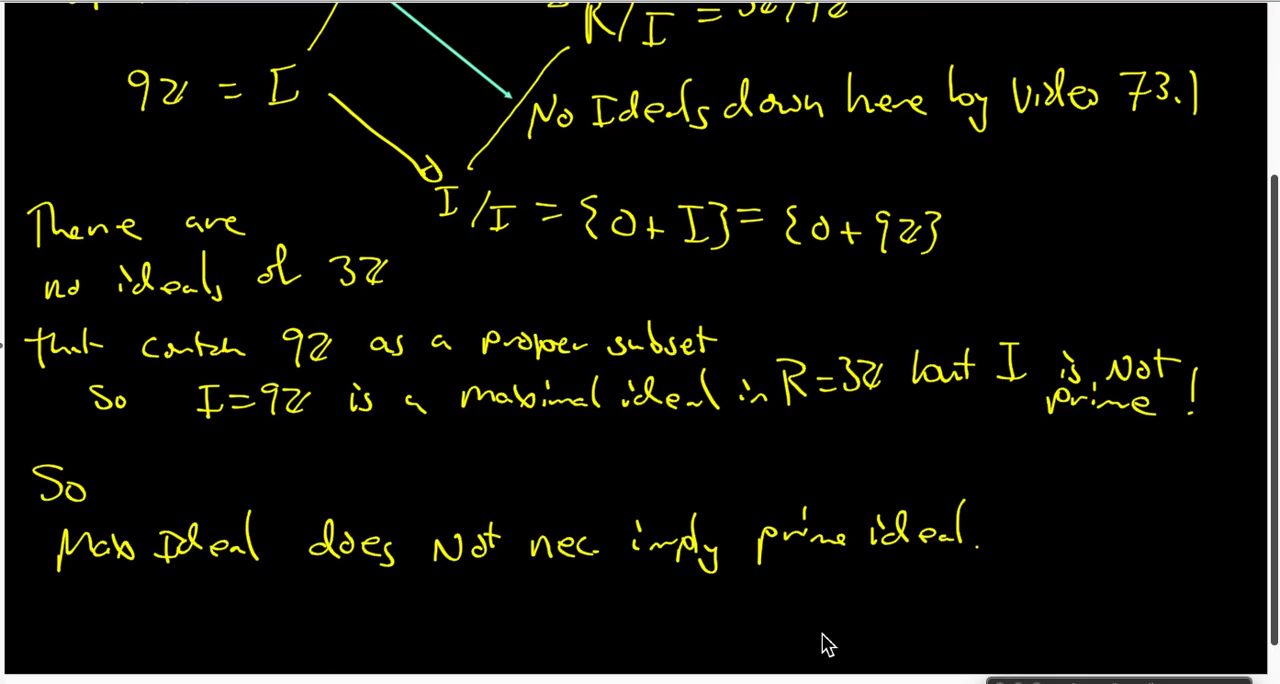 R/I = 3ℤ/9ℤ
9ℤ = I
No Ideals down here by video 73.1
I/I = {0+I} = {0+9ℤ}
There are
no ideals of 3ℤ
that contain 9ℤ as a proper subset
So I=9ℤ is a maximal ideal in R=3ℤ but I is Not prime!
So
Max Ideal does Not nec. imply prime ideal.